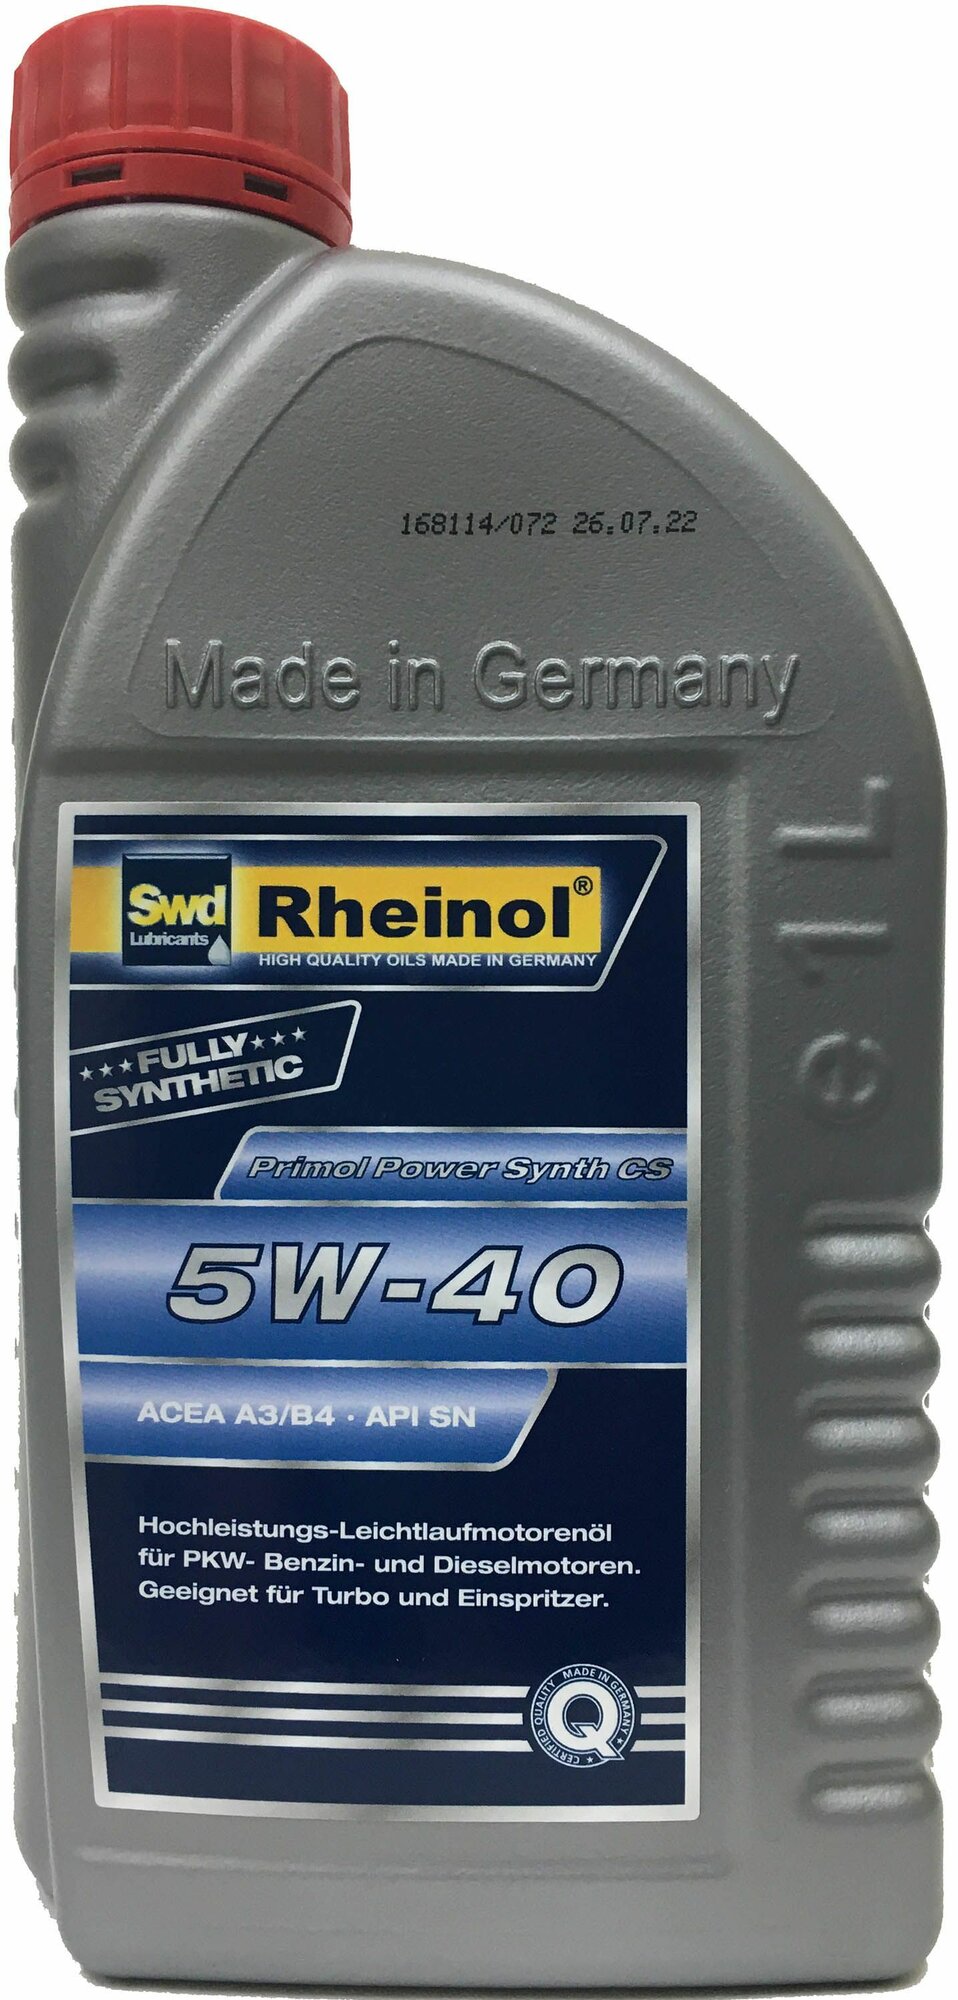 168114/072 26.07.22
Made in Germany
1L e
Swd
Lubricants
Rheinol®
HIGH QUALITY OILS MADE IN GERMANY
FULLY
SYNTHETIC
Primol Power Synth CS
5W-40
ACEA A3/B4 · API SN
Hochleistungs-Leichtlaufmotorenöl
für PKW- Benzin- und Dieselmotoren.
Geeignet für Turbo und Einspritzer.
MADE IN GERMANY
CERTIFIED QUALITY
Q